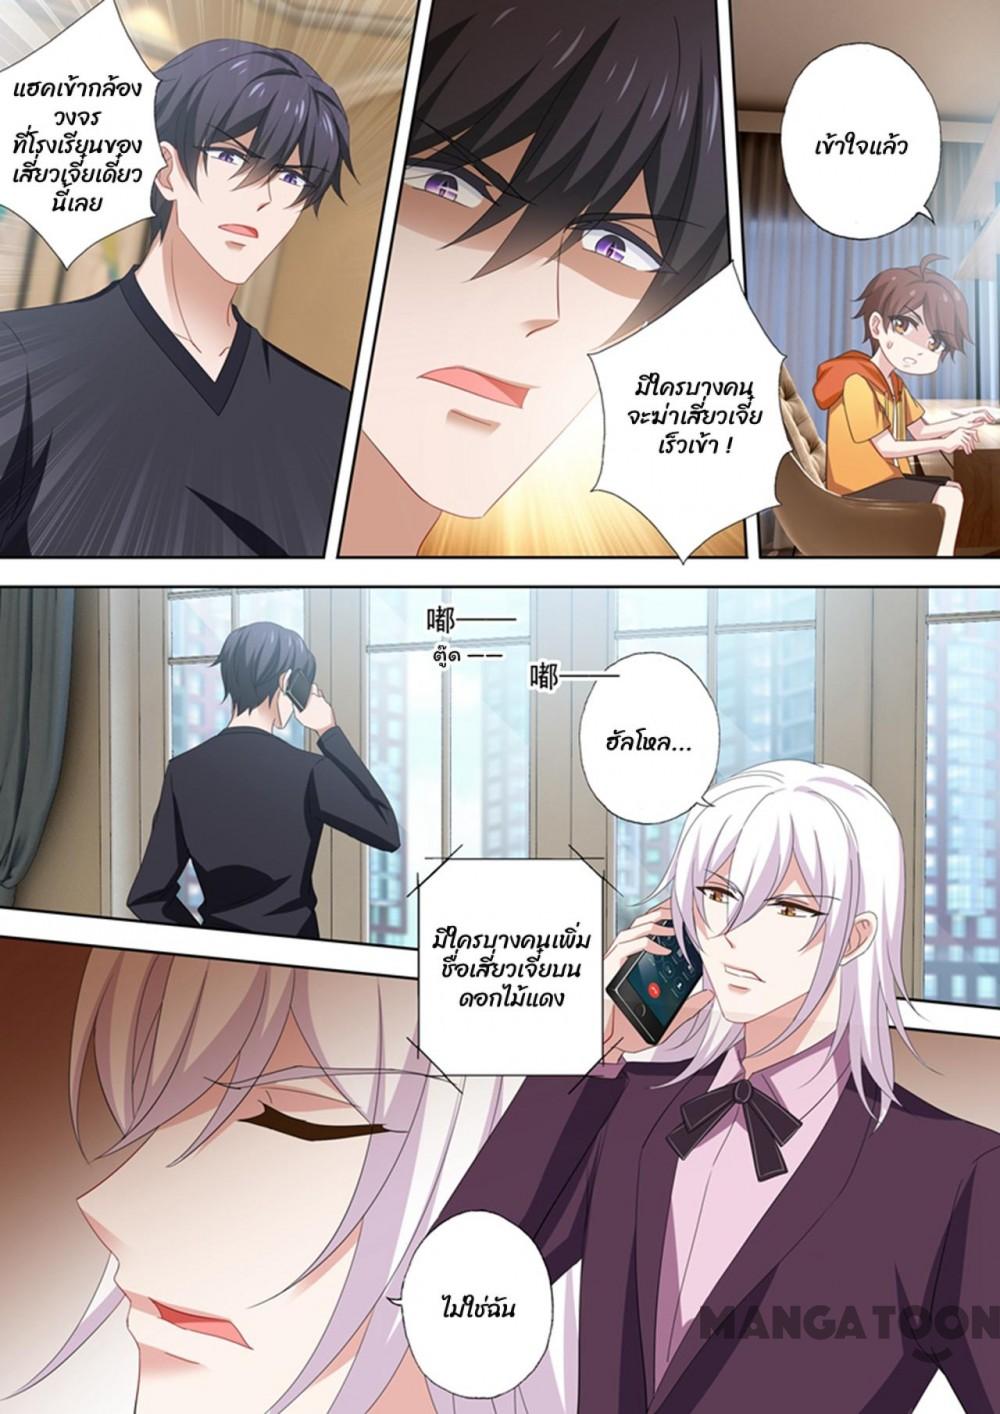 แฮคเข้ากล้อง
วงจร
ที่โรงเรียนของ
เสี่ยวเจี๋ยเดี๋ยว
นี้เลย
มีใครบางคน
จะฆ่าเสี่ยวเจี๋ย
เร็วเข้า !
เข้าใจแล้ว
嘟——
ตู๊ด ——
嘟——
ฮัลโหล...
มีใครบางคนเพิ่ม
ชื่อเสี่ยวเจี๋ยบน
ดอกไม้แดง
ไม่ใช่ฉัน
MANGATOON